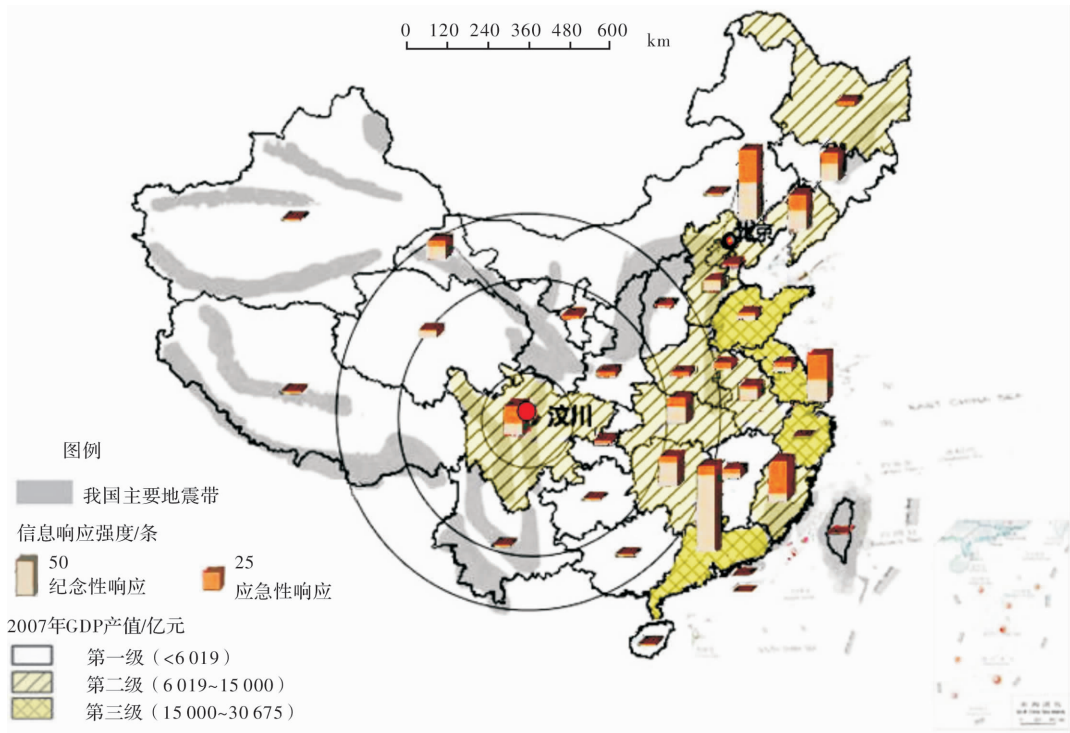 0 120 240 360 480 600 km
北京
汶川
EAST CHINA SEA
图例
我国主要地震带
信息响应强度/条
50
纪念性响应
25
应急性响应
2007年GDP产值/亿元
第一级（<6 019）
第二级（6 019~15 000）
第三级（15 000~30 675）